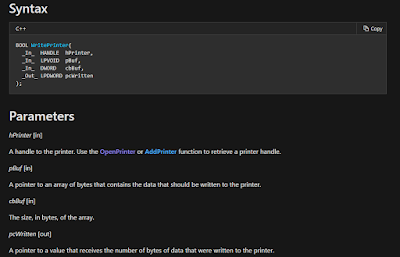 Syntax
C++
Copy
BOOL WritePrinter(
_In_ HANDLE hPrinter,
_In_ LPVOID pBuf,
_In_ DWORD cbBuf,
_Out_ LPDWORD pcWritten
);
Parameters
hPrinter [in]
A handle to the printer. Use the OpenPrinter or AddPrinter function to retrieve a printer handle.
pBuf [in]
A pointer to an array of bytes that contains the data that should be written to the printer.
cbBuf [in]
The size, in bytes, of the array.
pcWritten [out]
A pointer to a value that receives the number of bytes of data that were written to the printer.